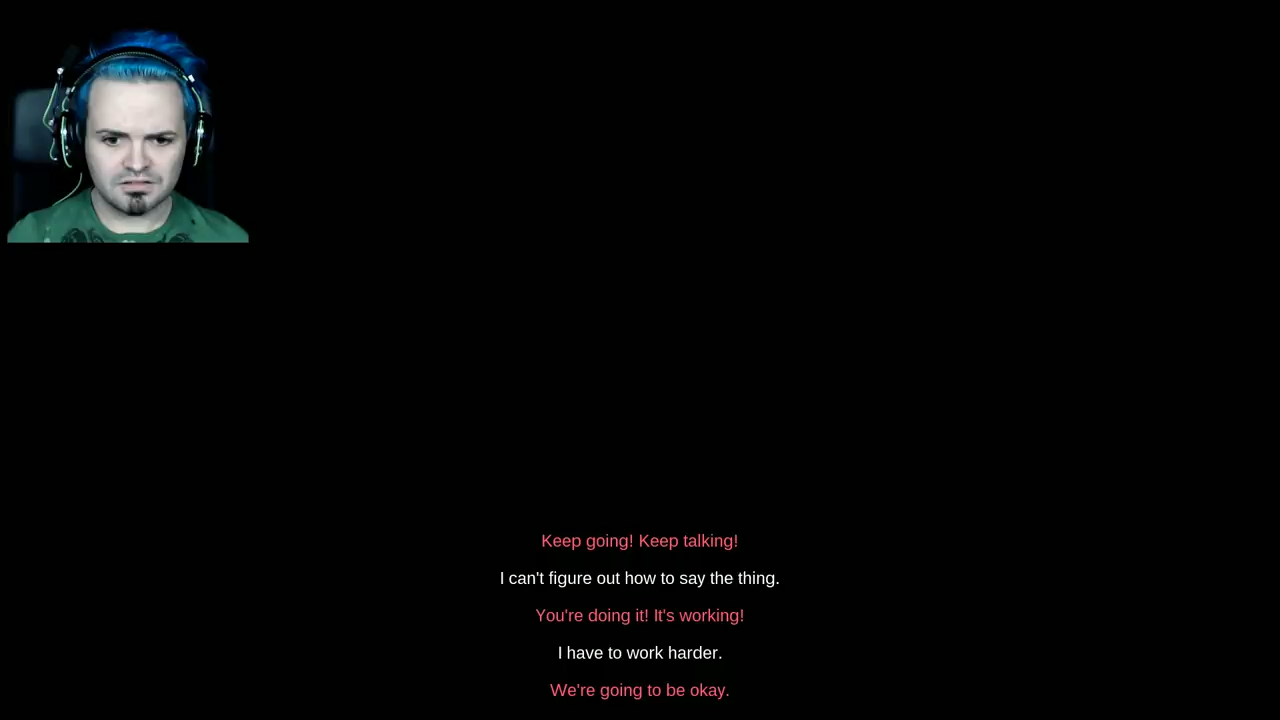 Keep going! Keep talking!
I can't figure out how to say the thing.
You're doing it! It's working!
I have to work harder.
We're going to be okay.